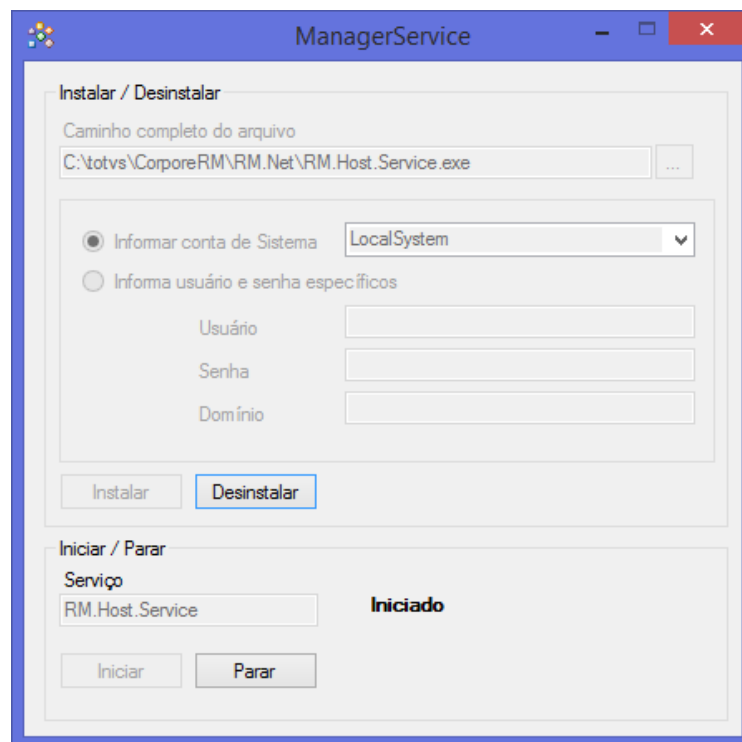 ManagerService
Instalar / Desinstalar
Caminho completo do arquivo
C:\totvs\CorporeRM\RM.Net\RM.Host.Service.exe
...
Informar conta de Sistema
LocalSystem
Informa usuário e senha específicos
Usuário
Senha
Domínio
Instalar
Desinstalar
Iniciar / Parar
Serviço
RM.Host.Service
Iniciado
Iniciar
Parar